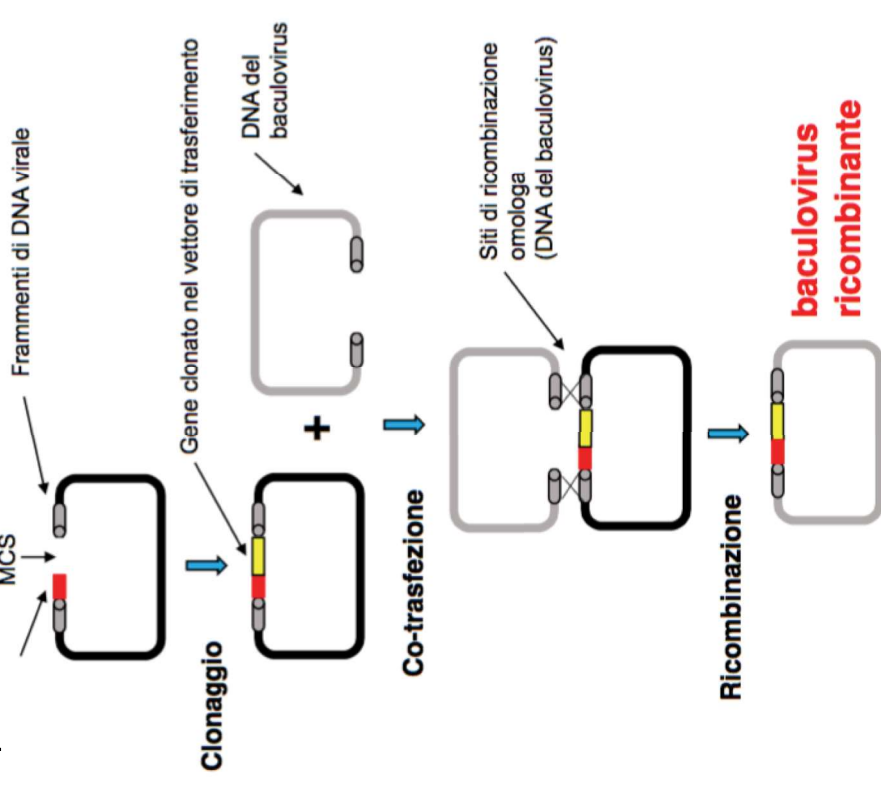 Frammenti di DNA virale
MCS
Gene clonato nel vettore di trasferimento
Clonaggio
DNA del
baculovirus
+
Co-trasfezione
Siti di ricombinazione
omologa
(DNA del baculovirus)
Ricombinazione
baculovirus
ricombinante